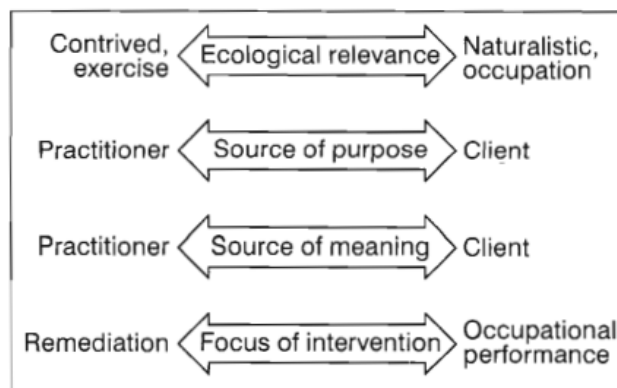 Contrived, exercise Ecological relevance Naturalistic, occupation
Practitioner Source of purpose Client
Practitioner Source of meaning Client
Remediation Focus of intervention Occupational performance